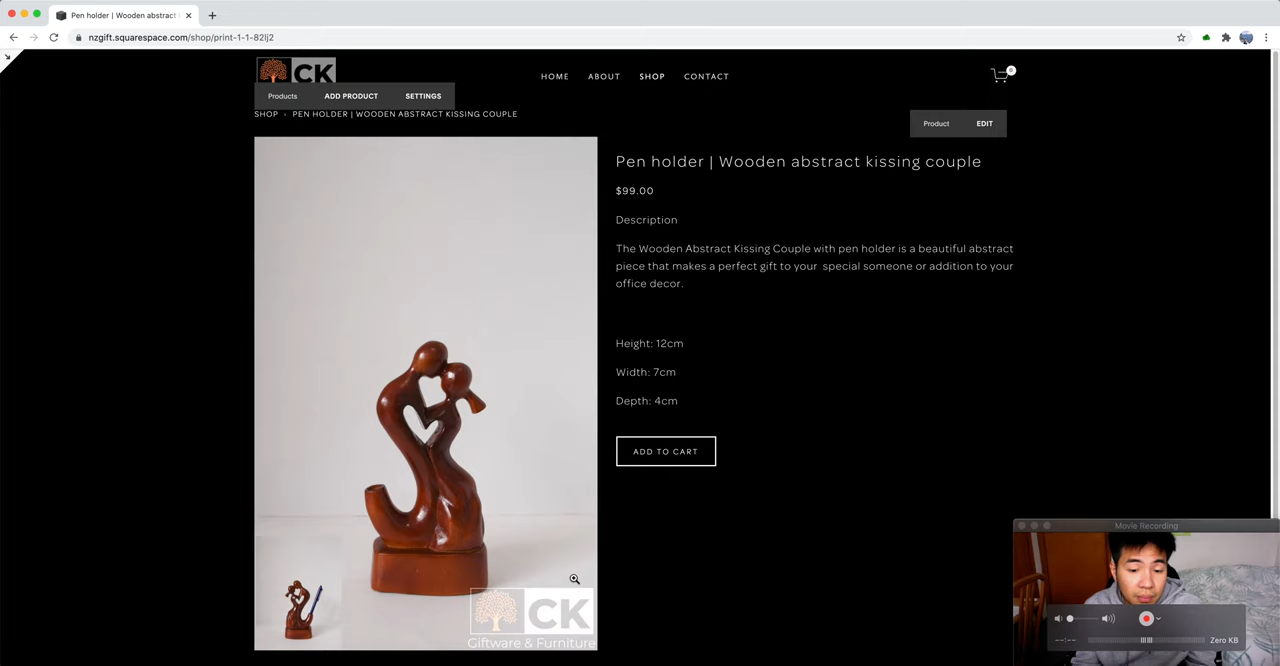 Pen holder | Wooden abstract
nzgift.squarespace.com/shop/print-1-1-82lj2
CK
HOME ABOUT SHOP CONTACT
0
Products ADD PRODUCT SETTINGS
SHOP › PEN HOLDER | WOODEN ABSTRACT KISSING COUPLE
Product EDIT
Pen holder | Wooden abstract kissing couple
$99.00
Description
The Wooden Abstract Kissing Couple with pen holder is a beautiful abstract
piece that makes a perfect gift to your special someone or addition to your
office decor.
Height: 12cm
Width: 7cm
Depth: 4cm
ADD TO CART
CK
Giftware & Furniture
Movie Recording
--:--
Zero KB